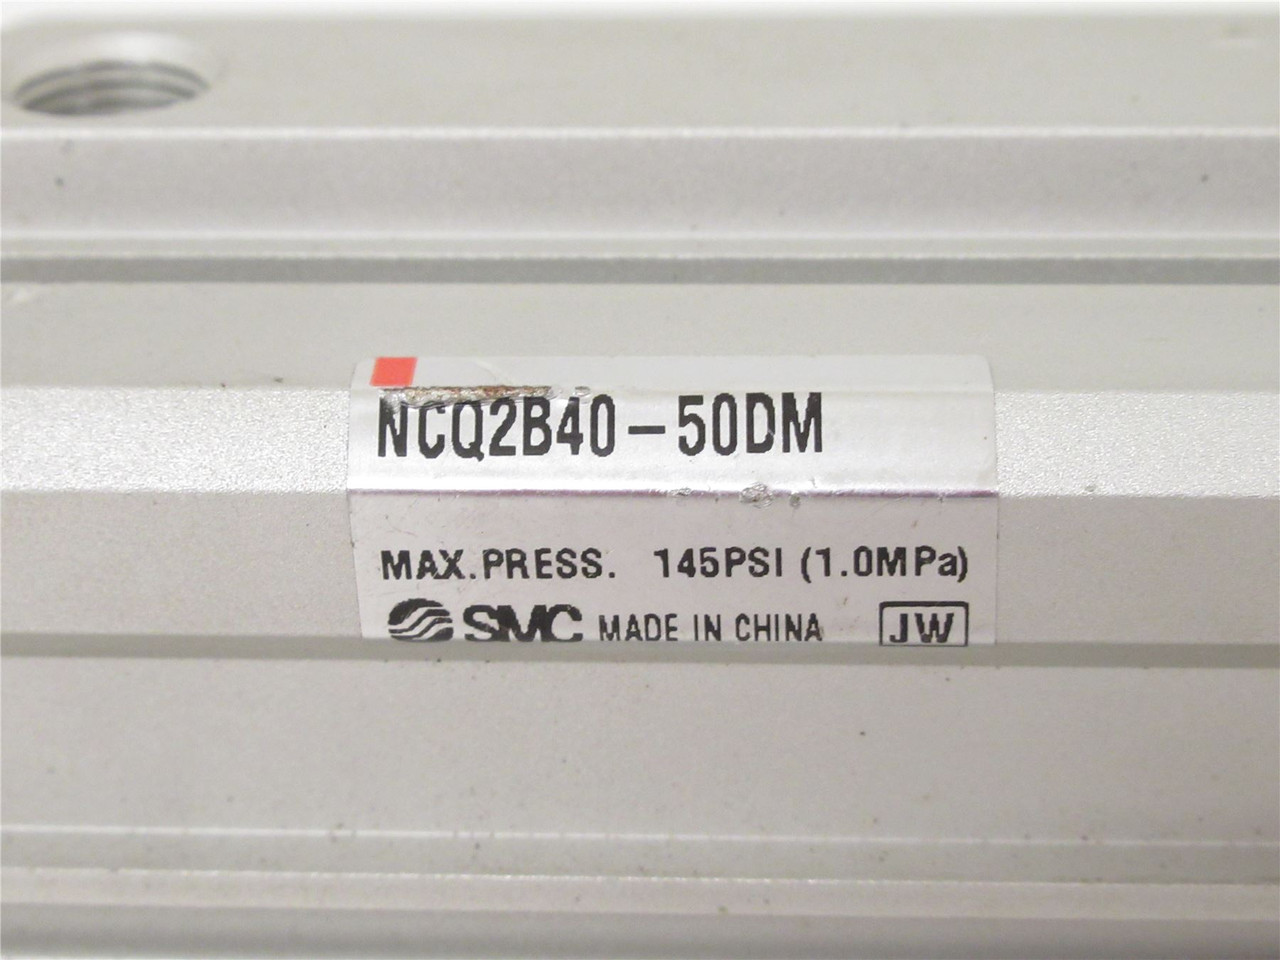 NCQ2B40-50DM
MAX.PRESS. 145PSI (1.0MPa)
SMC MADE IN CHINA JW